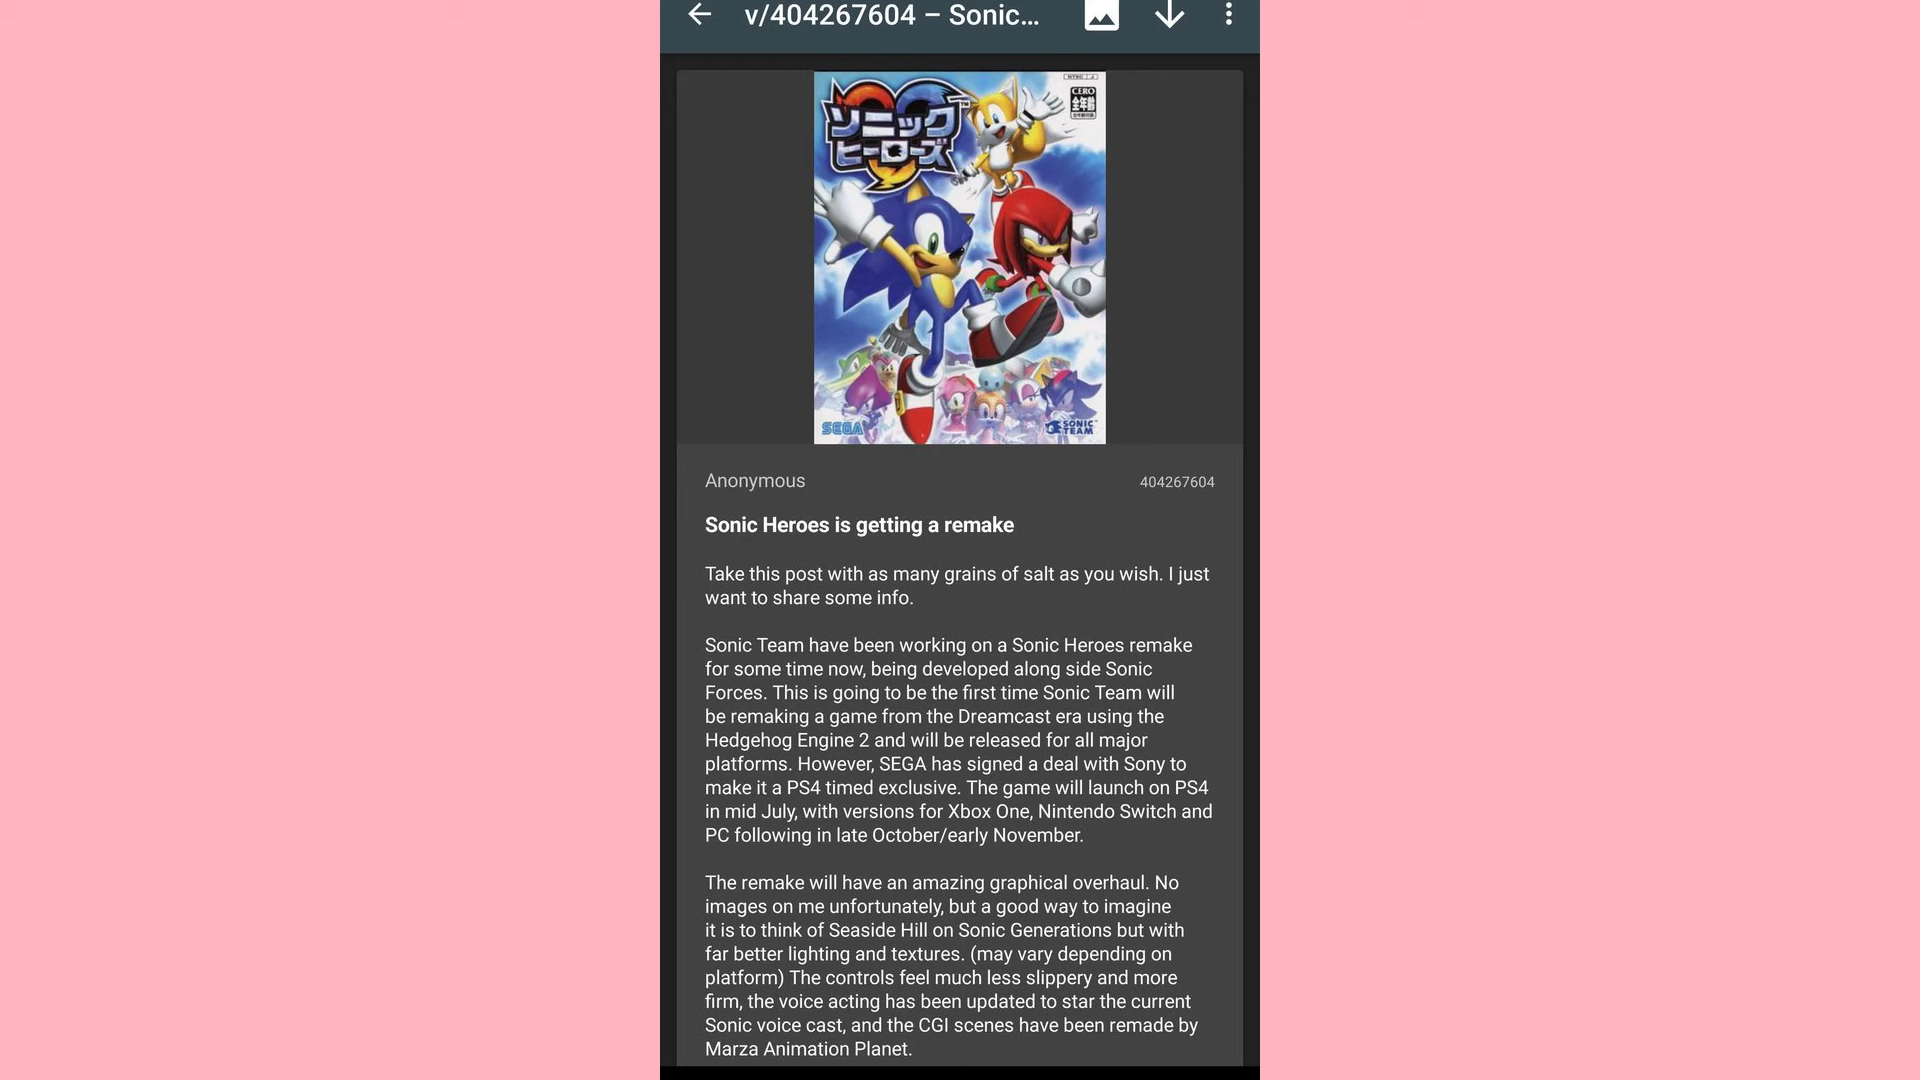 v/404267604 – Sonic...
NTSC J
ソニック
ヒーローズ
TM
CERO
全年齢
SEGA
SONIC
TEAM
Anonymous
404267604
Sonic Heroes is getting a remake
Take this post with as many grains of salt as you wish. I just
want to share some info.
Sonic Team have been working on a Sonic Heroes remake
for some time now, being developed along side Sonic
Forces. This is going to be the first time Sonic Team will
be remaking a game from the Dreamcast era using the
Hedgehog Engine 2 and will be released for all major
platforms. However, SEGA has signed a deal with Sony to
make it a PS4 timed exclusive. The game will launch on PS4
in mid July, with versions for Xbox One, Nintendo Switch and
PC following in late October/early November.
The remake will have an amazing graphical overhaul. No
images on me unfortunately, but a good way to imagine
it is to think of Seaside Hill on Sonic Generations but with
far better lighting and textures. (may vary depending on
platform) The controls feel much less slippery and more
firm, the voice acting has been updated to star the current
Sonic voice cast, and the CGI scenes have been remade by
Marza Animation Planet.